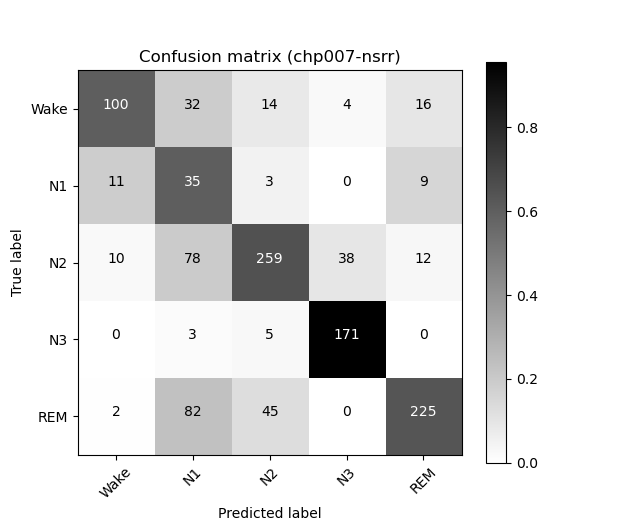 Confusion matrix (chp007-nsrr)
Wake 100 32 14 4 16
N1 11 35 3 0 9
N2 10 78 259 38 12
N3 0 3 5 171 0
REM 2 82 45 0 225
Wake N1 N2 N3 REM
Predicted label
True label
0.8
0.6
0.4
0.2
0.0